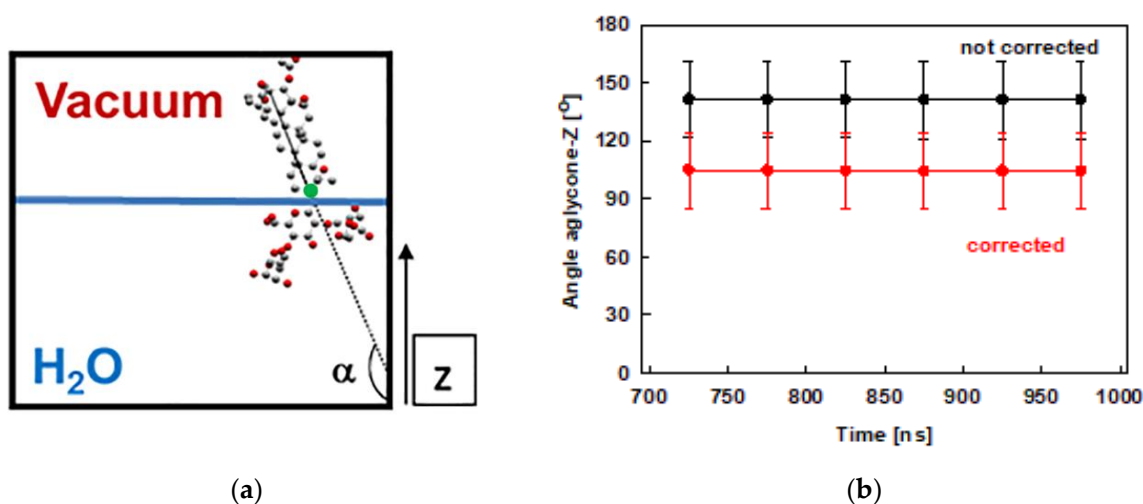 Vacuum
H₂O
α
Z
(a)
180
150
120
90
60
30
0
Angle aglycone-Z [º]
not corrected
corrected
700 750 800 850 900 950 1000
Time [ns]
(b)